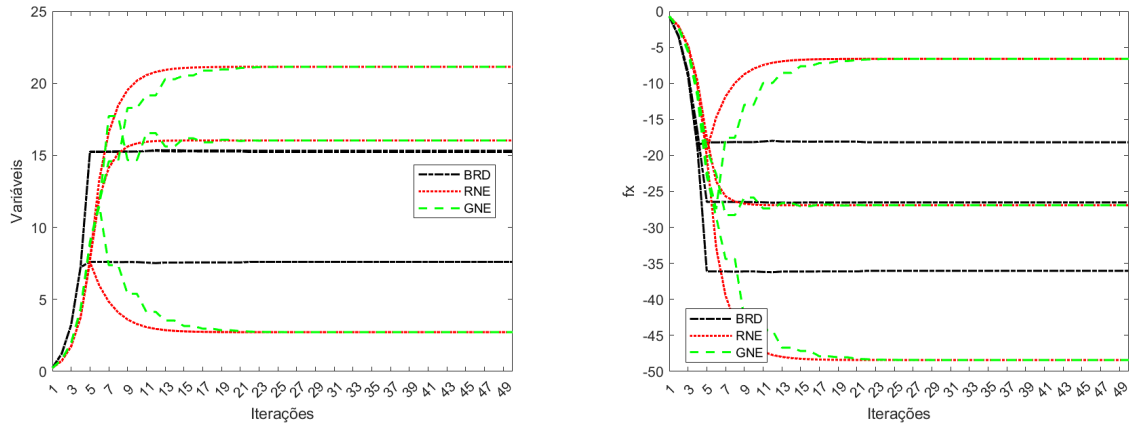 25
20
15
10
5
0
Variáveis
BRD
RNE
GNE
1 3 5 7 9 11 13 15 17 19 21 23 25 27 29 31 33 35 37 39 41 43 45 47 49
Iterações
0
-5
-10
-15
-20
-25
-30
-35
-40
-45
-50
fx
BRD
RNE
GNE
1 3 5 7 9 11 13 15 17 19 21 23 25 27 29 31 33 35 37 39 41 43 45 47 49
Iterações